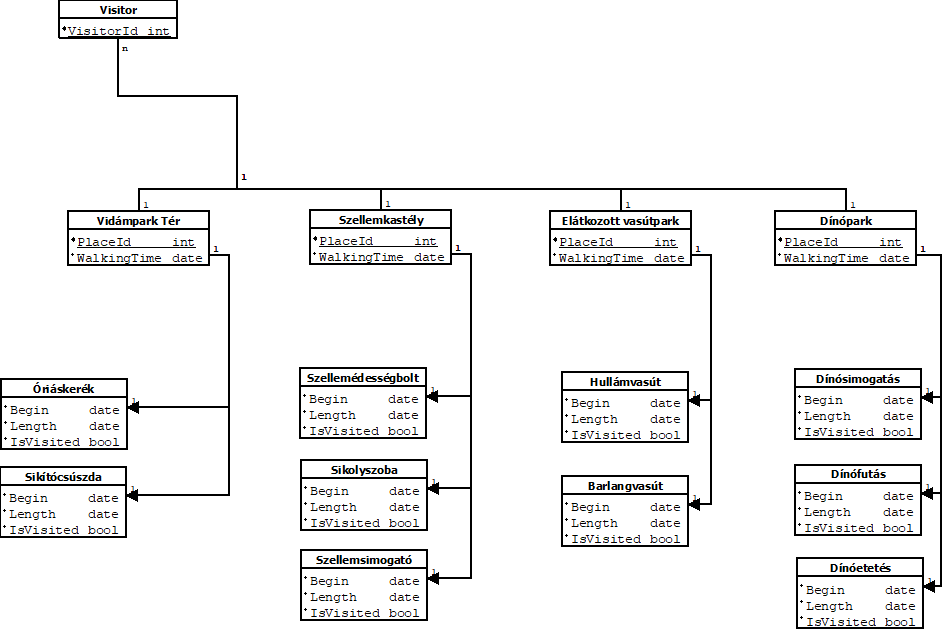 Visitor
VisitorId int
n
1
1
1
1
1
Vidámpark Tér
PlaceId int
WalkingTime date
1
Szellemkastély
PlaceId int
WalkingTime date
1
Elátkozott vasútpark
PlaceId int
WalkingTime date
1
Dínópark
PlaceId int
WalkingTime date
1
Óriáskerék
Begin date
Length date
IsVisited bool
1
Sikítócsúszda
Begin date
Length date
IsVisited bool
1
Szellemédességbolt
Begin date
Length date
IsVisited bool
1
Sikolyszoba
Begin date
Length date
IsVisited bool
1
Szellemsimogató
Begin date
Length date
IsVisited bool
1
Hullámvasút
Begin date
Length date
IsVisited bool
1
Barlangvasút
Begin date
Length date
IsVisited bool
1
Dínósimogatás
Begin date
Length date
IsVisited bool
1
Dínófutás
Begin date
Length date
IsVisited bool
1
Dínóetetés
Begin date
Length date
IsVisited bool
1